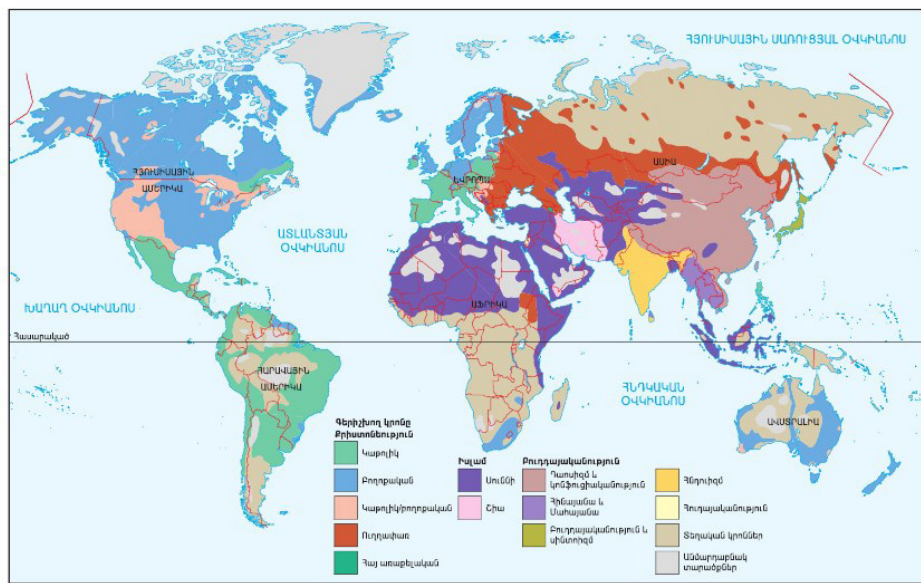 ՀՅՈՒՍԻՍԱՅԻՆ ՍԱՌՈՒՑՅԱԼ ՕՎԿԻԱՆՈՍ
ՀՅՈՒՍԻՍԱՅԻՆ
ԱՄԵՐԻԿԱ
ԵՎՐՈՊԱ
ԱՍԻԱ
ԱՏԼԱՆՏՅԱՆ
ՕՎԿԻԱՆՈՍ
ԽԱՂԱՂ ՕՎԿԻԱՆՈՍ
ԱՖՐԻԿԱ
Հասարակած
ՀԱՐԱՎԱՅԻՆ
ԱՄԵՐԻԿԱ
ՀՆԴԿԱԿԱՆ
ՕՎԿԻԱՆՈՍ
ԱՎՍՏՐԱԼԻԱ
Գերիշխող կրոնը
Քրիստոնեություն
Կաթոլիկ
Բողոքական
Կաթոլիկ/բողոքական
Ուղղափառ
Հայ առաքելական
Իսլամ
Սուննի
Շիա
Բուդդայականություն
Դաոսիզմ և
կոնֆուցիականություն
Հինայանա և
Մահայանա
Բուդդայականություն և
սինտոիզմ
Հնդուիզմ
Հուդայականություն
Տեղական կրոններ
Անմարդաբնակ
տարածքներ